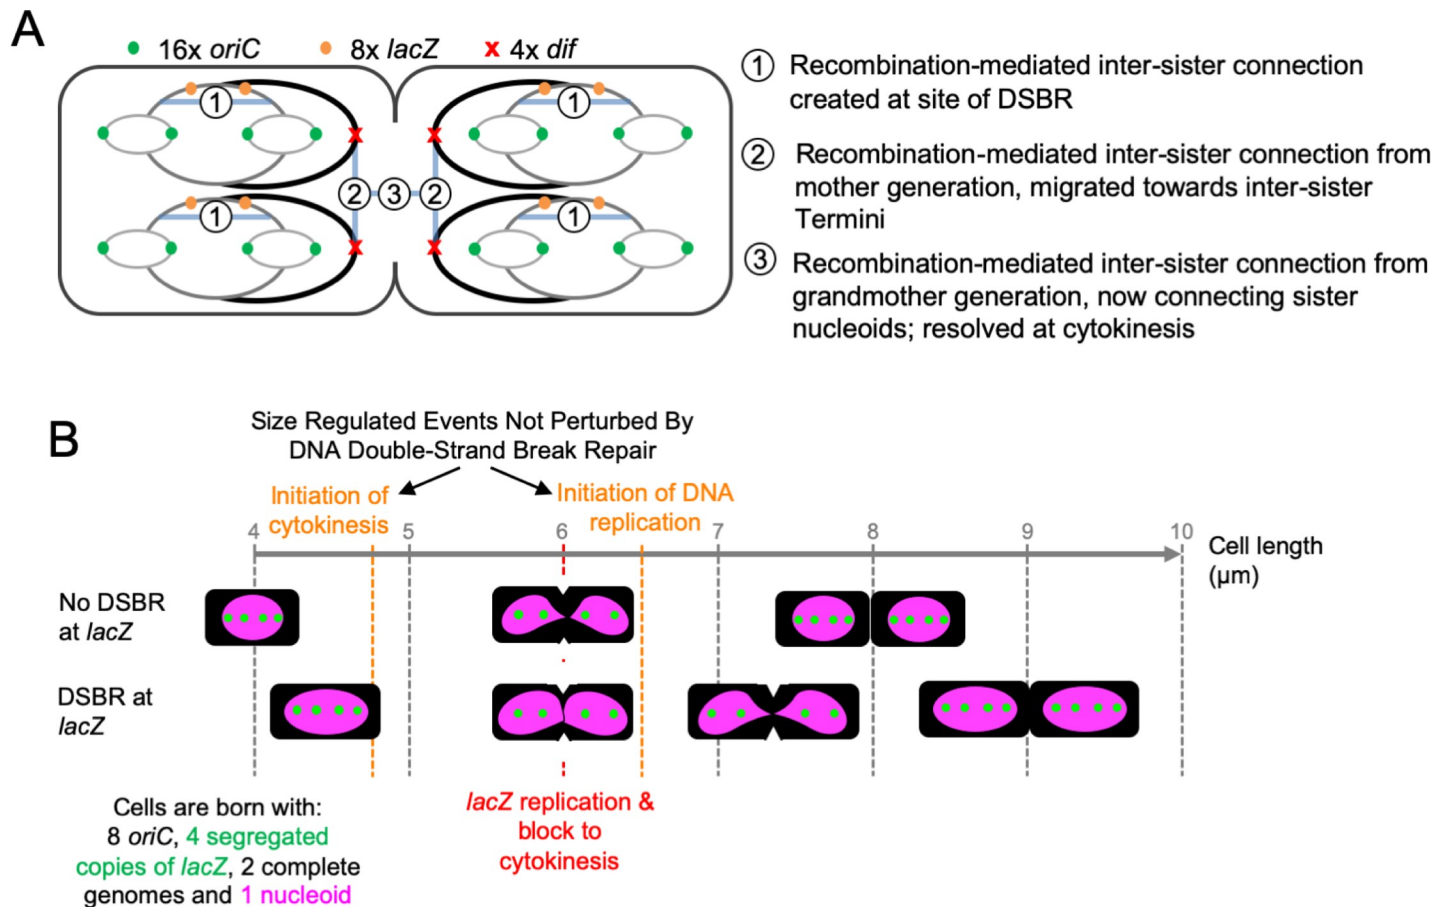 A
16x oriC
8x lacZ
x 4x dif
1
1
1
1
2
3
2
1 Recombination-mediated inter-sister connection
created at site of DSBR
2 Recombination-mediated inter-sister connection from
mother generation, migrated towards inter-sister
Termini
3 Recombination-mediated inter-sister connection from
grandmother generation, now connecting sister
nucleoids; resolved at cytokinesis
B
Size Regulated Events Not Perturbed By
DNA Double-Strand Break Repair
Initiation of
cytokinesis
Initiation of DNA
replication
4 5 6 7 8 9 10
Cell length
(μm)
No DSBR
at lacZ
DSBR at
lacZ
Cells are born with:
8 oriC, 4 segregated
copies of lacZ, 2 complete
genomes and 1 nucleoid
lacZ replication &
block to
cytokinesis